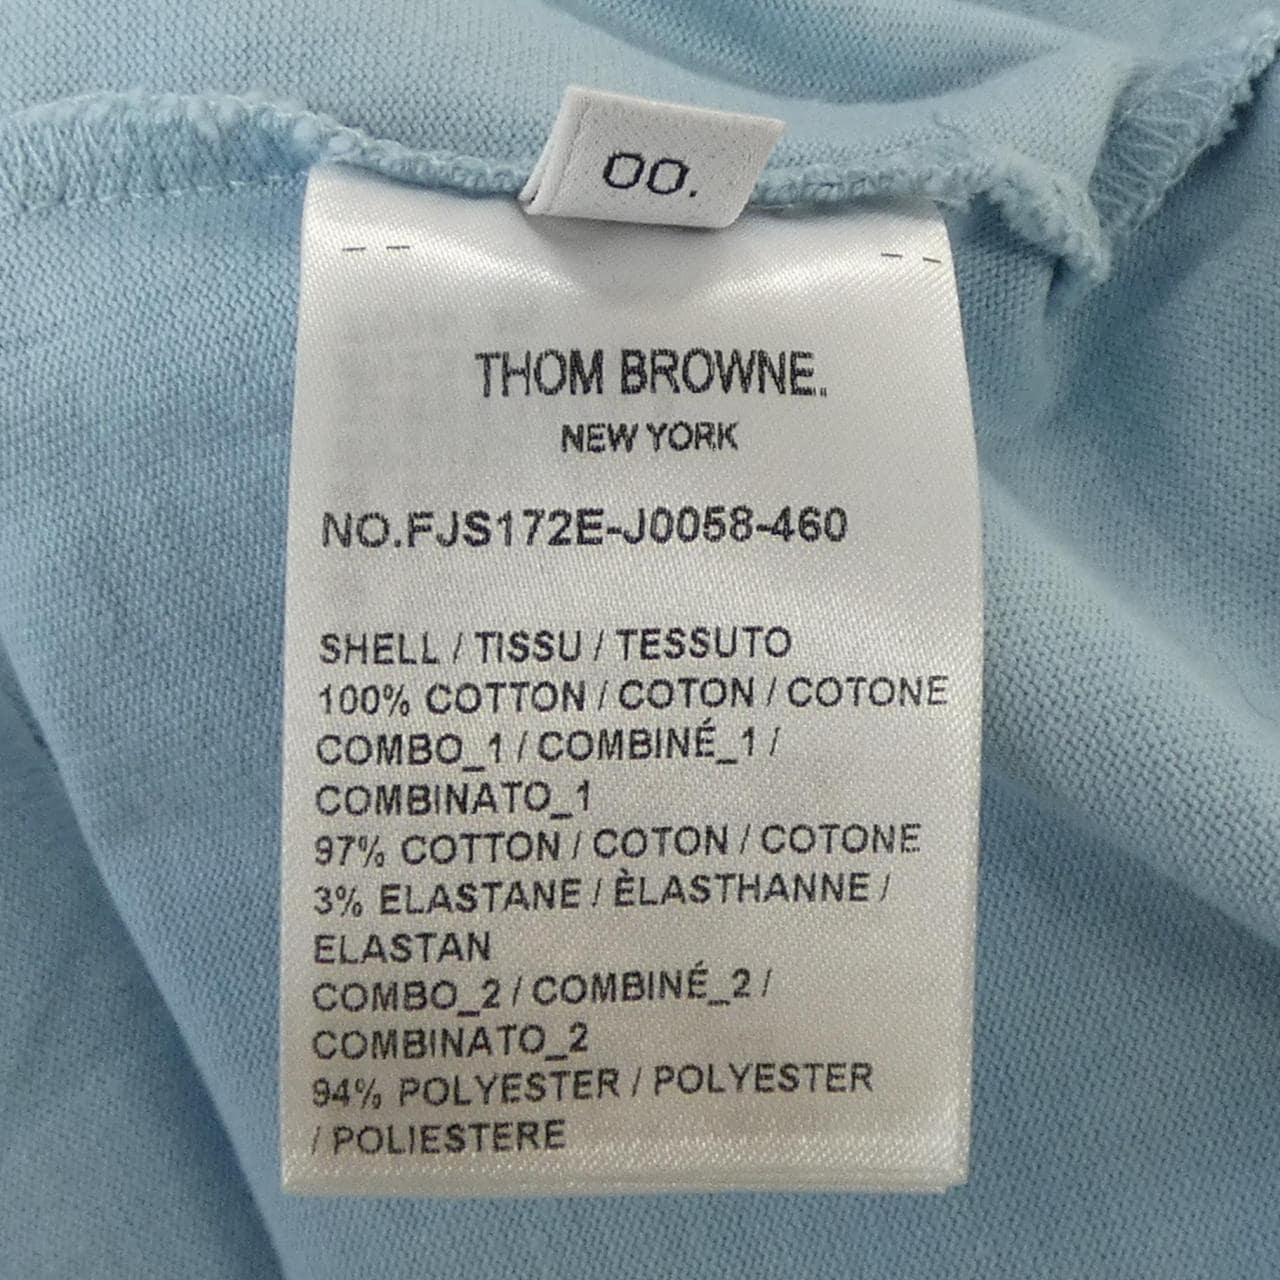 00.
THOM BROWNE.
NEW YORK
NO.FJS172E-J0058-460
SHELL / TISSU / TESSUTO
100% COTTON / COTON / COTONE
COMBO_1 / COMBINÉ_1 /
COMBINATO_1
97% COTTON / COTON / COTONE
3% ELASTANE / ÈLASTHANNE /
ELASTAN
COMBO_2 / COMBINÉ_2 /
COMBINATO_2
94% POLYESTER / POLYESTER
/ POLIESTERE